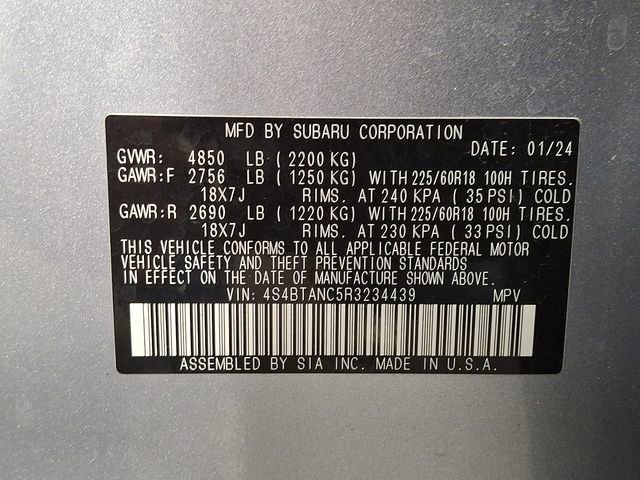 MFD BY SUBARU CORPORATION
DATE: 01/24
GVWR: 4850 LB (2200 KG)
GAWR:F 2756 LB (1250 KG) WITH 225/60R18 100H TIRES.
18X7J RIMS. AT 240 KPA (35 PSI) COLD
GAWR:R 2690 LB (1220 KG) WITH 225/60R18 100H TIRES.
18X7J RIMS. AT 230 KPA (33 PSI) COLD
THIS VEHICLE CONFORMS TO ALL APPLICABLE FEDERAL MOTOR
VEHICLE SAFETY AND THEFT PREVENTION STANDARDS
IN EFFECT ON THE DATE OF MANUFACTURE SHOWN ABOVE.
VIN: 4S4BTANC5R3234439 MPV
ASSEMBLED BY SIA INC. MADE IN U.S.A.